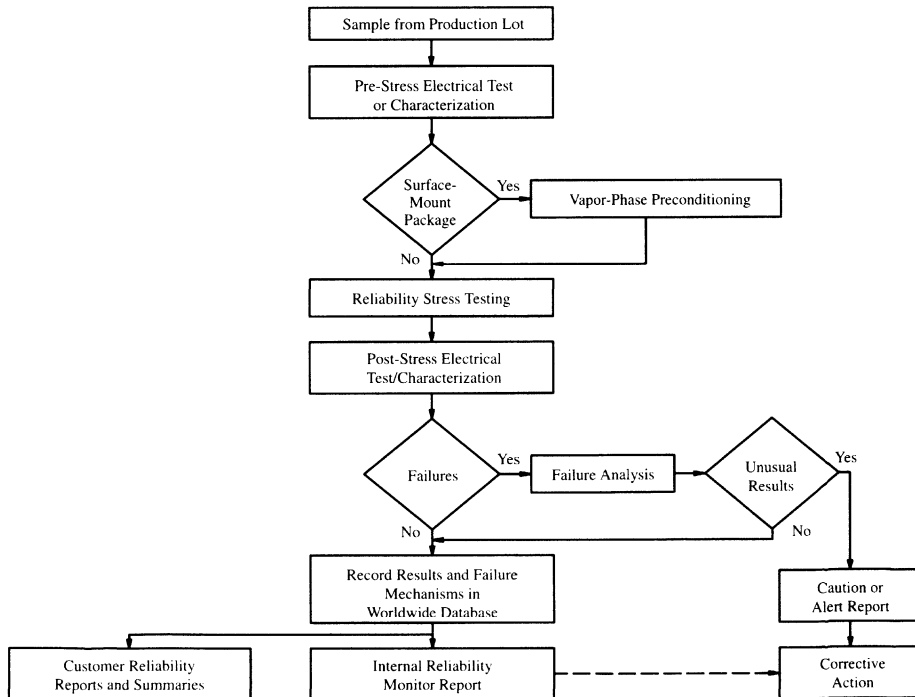 Sample from Production Lot
Pre-Stress Electrical Test
or Characterization
Surface-
Mount
Package
Yes
Vapor-Phase Preconditioning
No
Reliability Stress Testing
Post-Stress Electrical
Test/Characterization
Failures
Yes
Failure Analysis
Unusual
Results
Yes
No
No
Record Results and Failure
Mechanisms in
Worldwide Database
Caution or
Alert Report
Customer Reliability
Reports and Summaries
Internal Reliability
Monitor Report
Corrective
Action